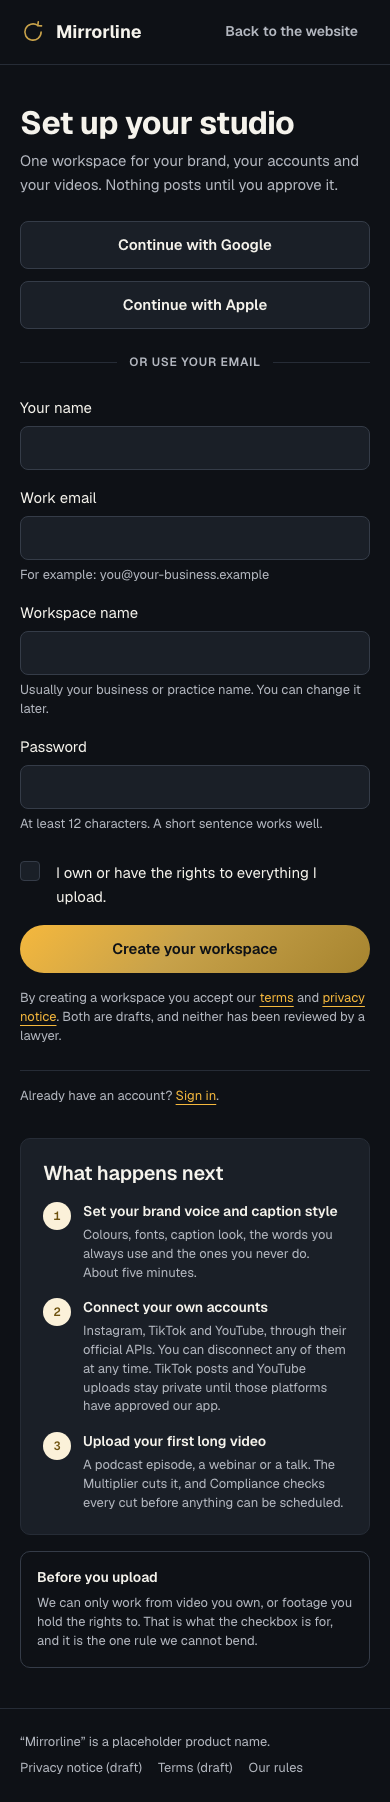 Mirrorline
Back to the website
Set up your studio
One workspace for your brand, your accounts and
your videos. Nothing posts until you approve it.
Continue with Google
Continue with Apple
OR USE YOUR EMAIL
Your name
Work email
For example: you@your-business.example
Workspace name
Usually your business or practice name. You can change it
later.
Password
At least 12 characters. A short sentence works well.
I own or have the rights to everything I
upload.
Create your workspace
By creating a workspace you accept our terms and privacy
notice. Both are drafts, and neither has been reviewed by a
lawyer.
Already have an account? Sign in.
What happens next
1
Set your brand voice and caption style
Colours, fonts, caption look, the words you
always use and the ones you never do.
About five minutes.
2
Connect your own accounts
Instagram, TikTok and YouTube, through their
official APIs. You can disconnect any of them
at any time. TikTok posts and YouTube
uploads stay private until those platforms
have approved our app.
3
Upload your first long video
A podcast episode, a webinar or a talk. The
Multiplier cuts it, and Compliance checks
every cut before anything can be scheduled.
Before you upload
We can only work from video you own, or footage you
hold the rights to. That is what the checkbox is for,
and it is the one rule we cannot bend.
“Mirrorline” is a placeholder product name.
Privacy notice (draft)
Terms (draft)
Our rules